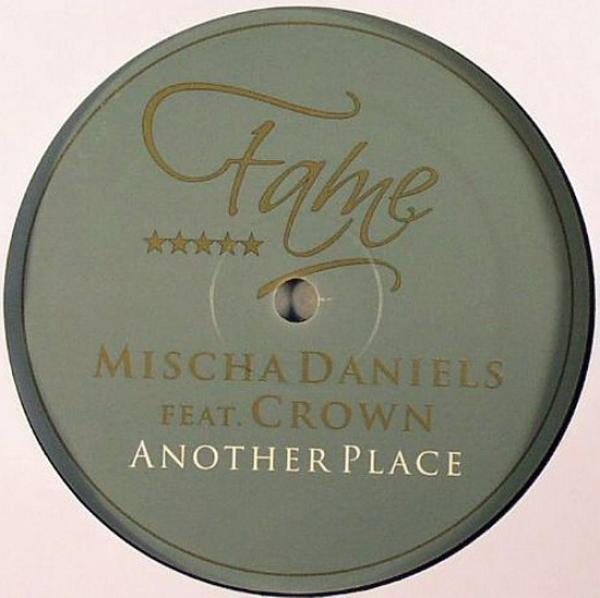 Fame
MISCHA DANIELS
FEAT. CROWN
ANOTHER PLACE